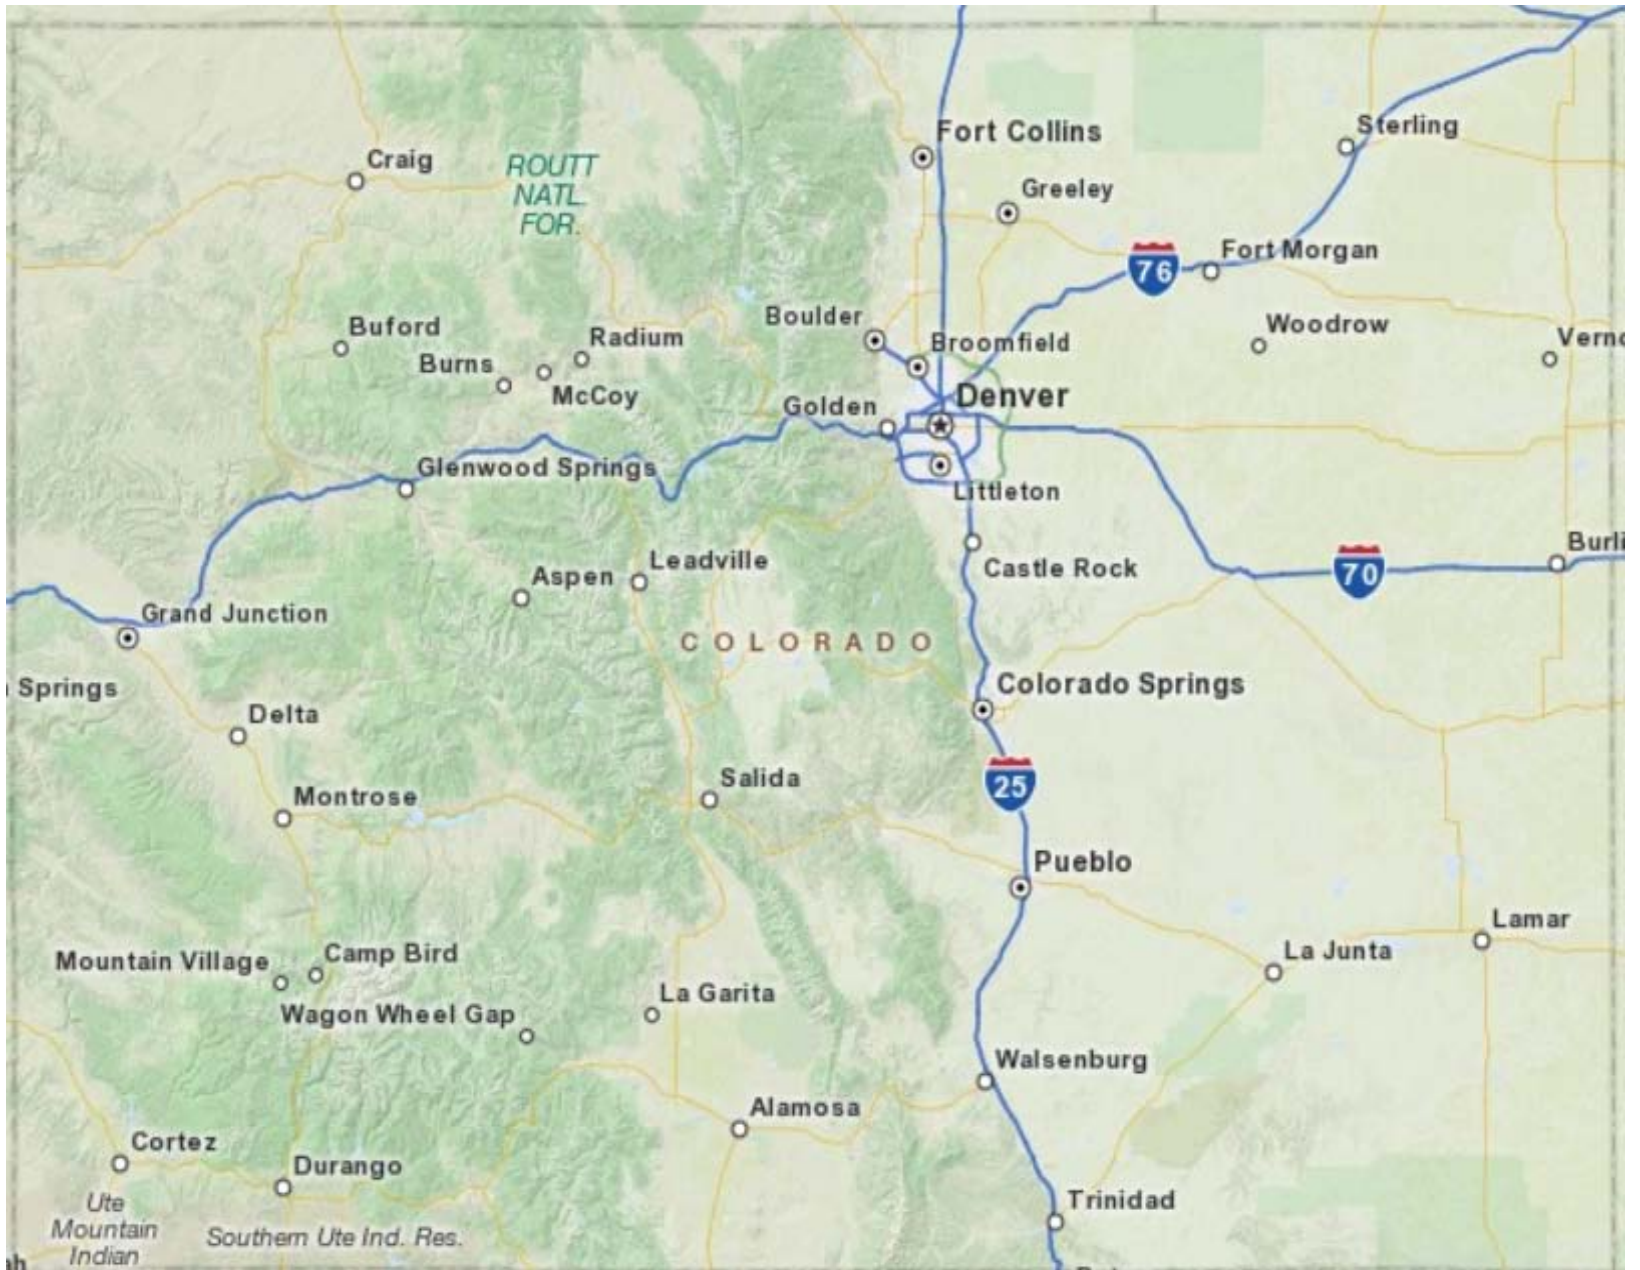 Fort Collins
Sterling
Craig
ROUTT
NATL.
FOR.
Greeley
Fort Morgan
76
Buford
Radium
Boulder
Woodrow
Burns
Broomfield
Verno
McCoy
Golden
Denver
Glenwood Springs
Littleton
Leadville
Aspen
Castle Rock
70
Burli
Grand Junction
COLORADO
Springs
Colorado Springs
Delta
Salida
25
Montrose
Pueblo
Lamar
Camp Bird
La Junta
Mountain Village
La Garita
Wagon Wheel Gap
Walsenburg
Alamosa
Cortez
Durango
Ute
Mountain
Indian
Southern Ute Ind. Res.
Trinidad
ah